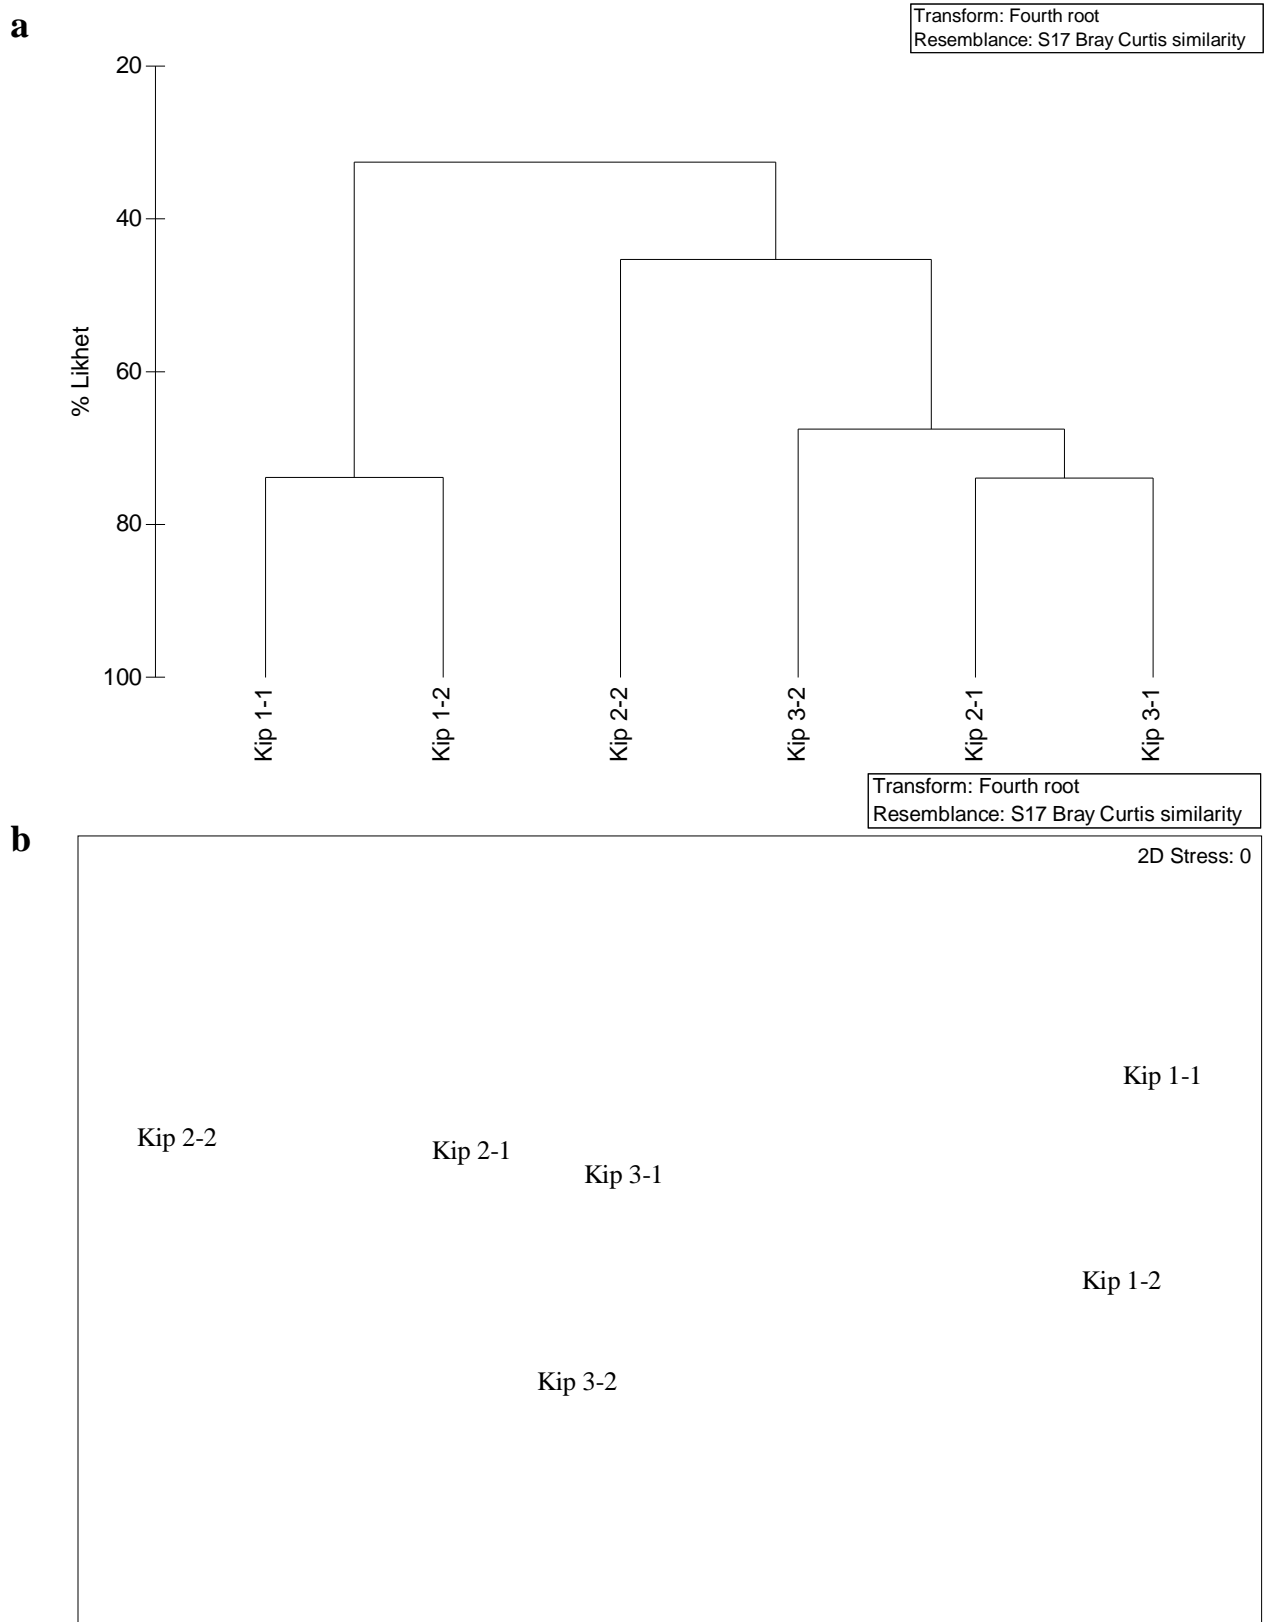 a
Transform: Fourth root
Resemblance: S17 Bray Curtis similarity
20
40
60
80
100
% Likhet
Kip 1-1
Kip 1-2
Kip 2-2
Kip 3-2
Kip 2-1
Kip 3-1
Transform: Fourth root
Resemblance: S17 Bray Curtis similarity
b
2D Stress: 0
Kip 1-1
Kip 2-2
Kip 2-1
Kip 3-1
Kip 1-2
Kip 3-2